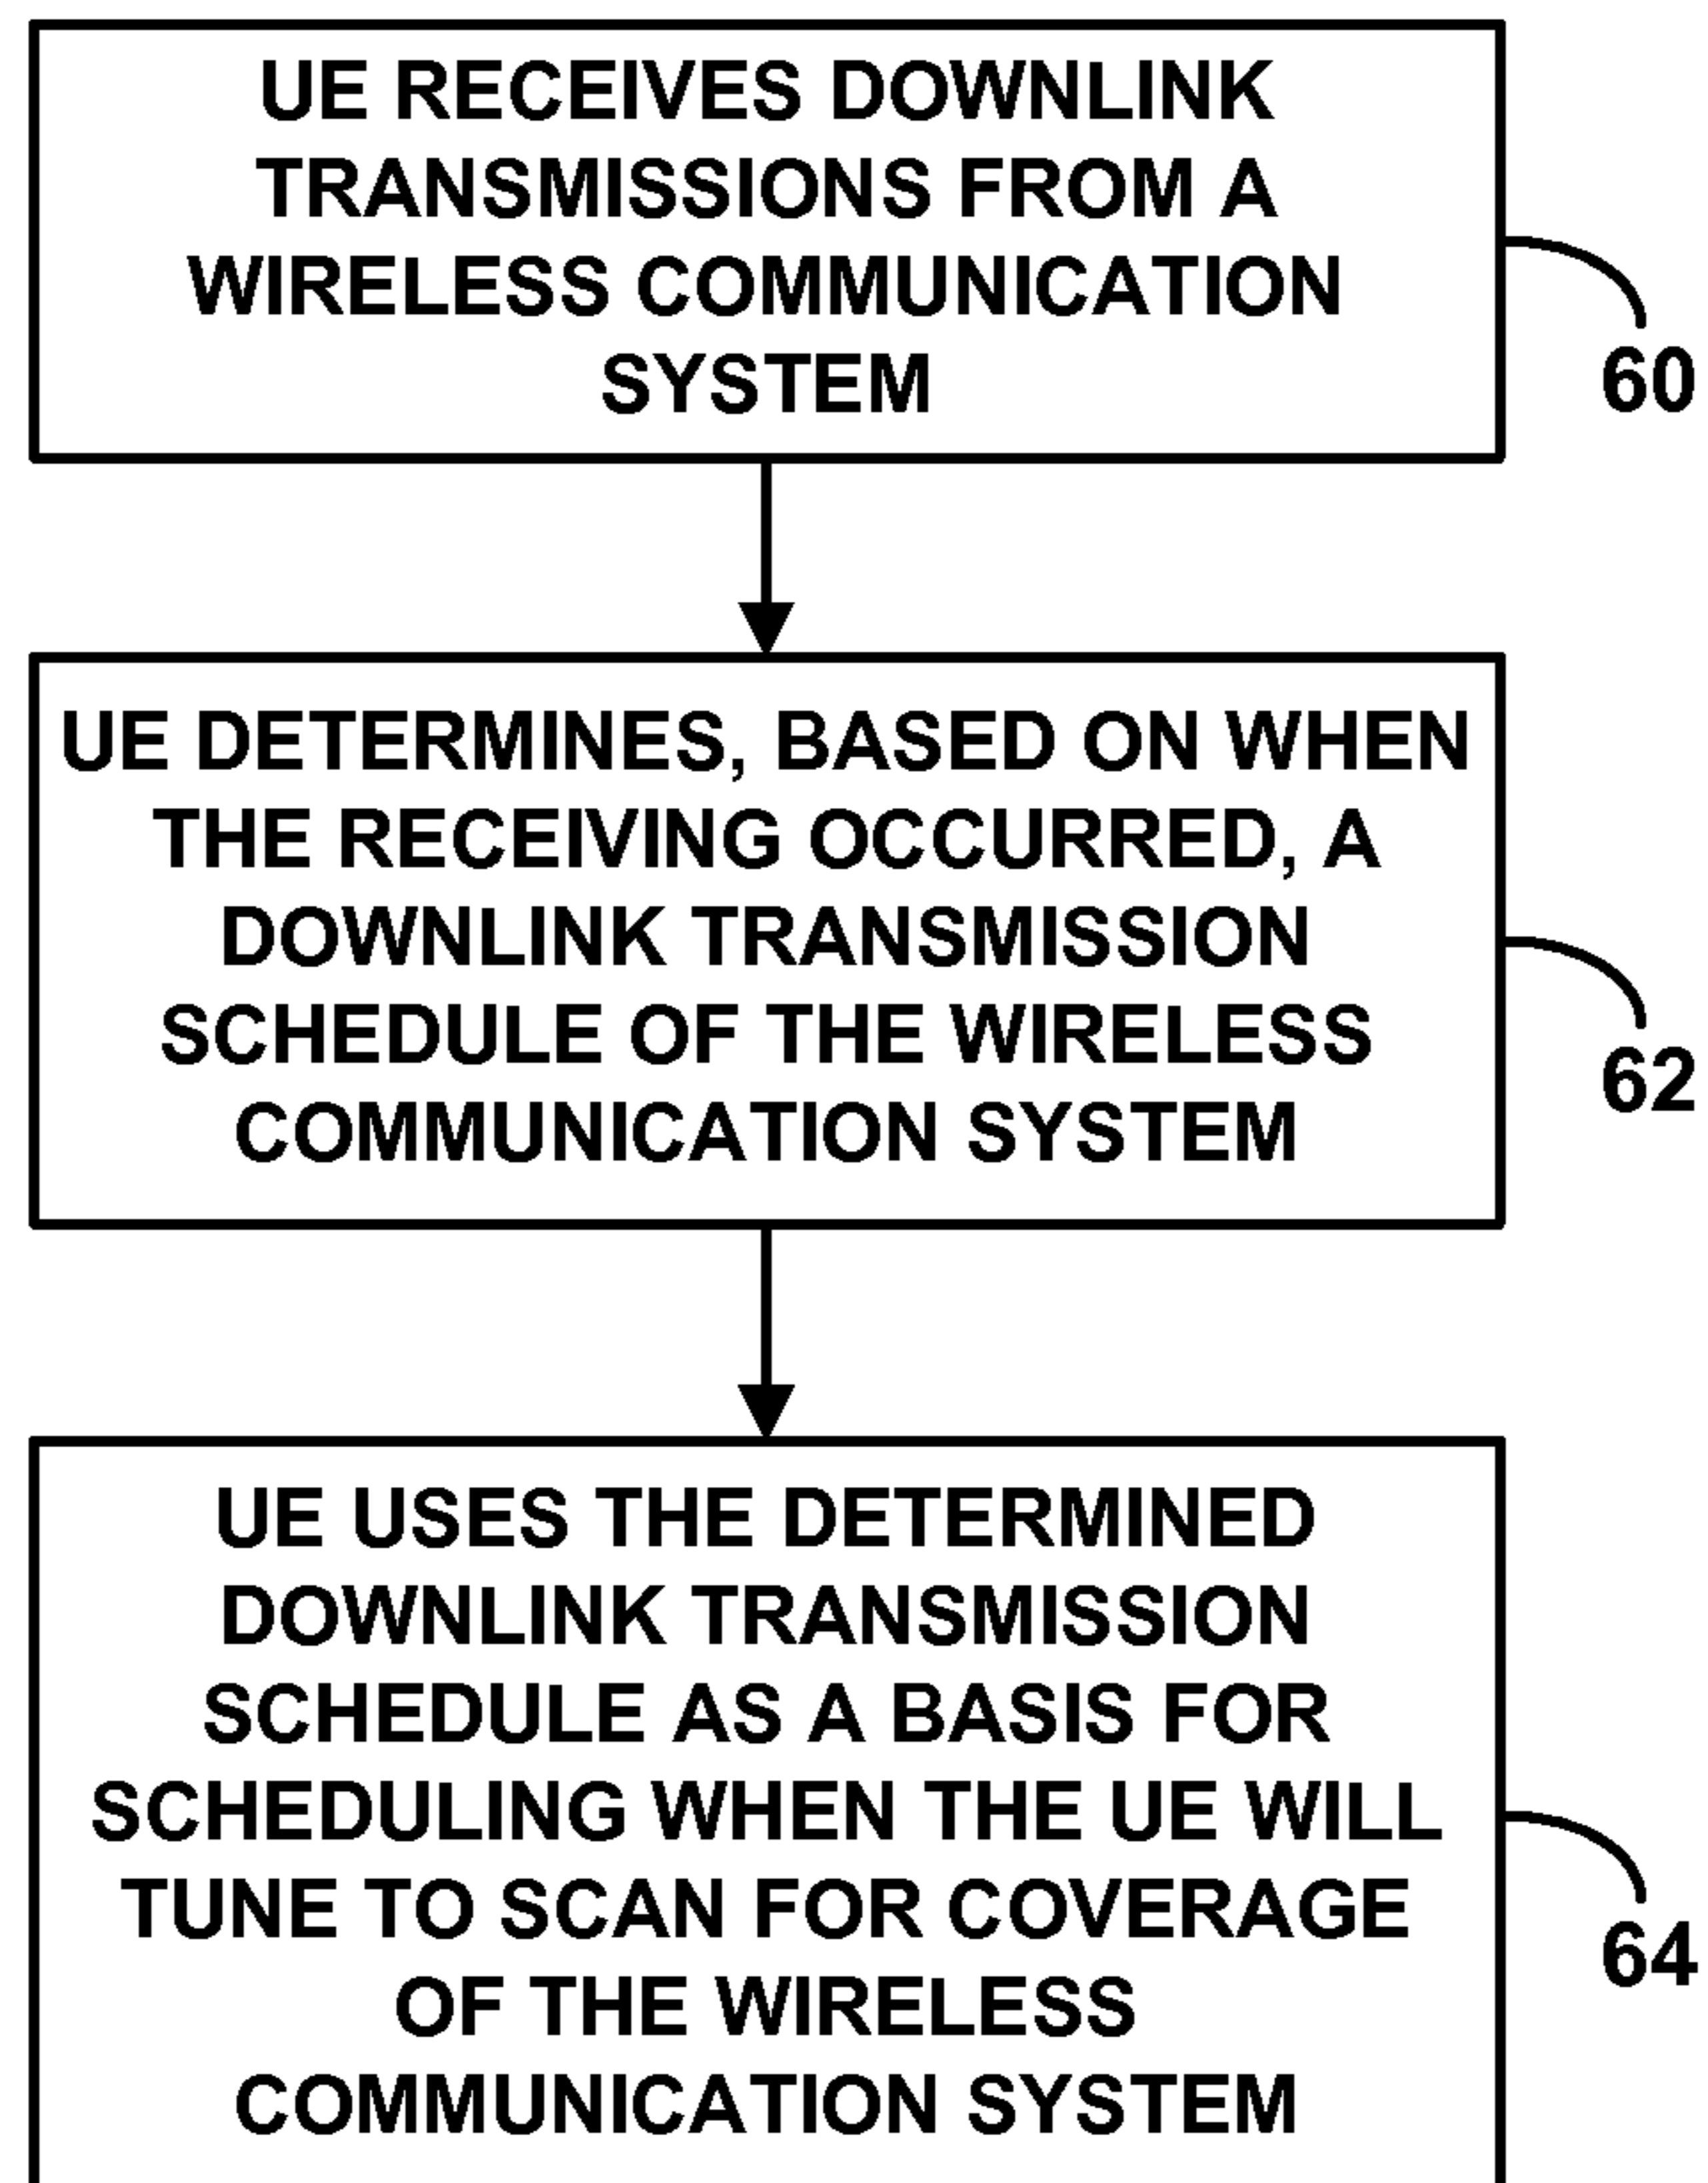 UE RECEIVES DOWNLINK
TRANSMISSIONS FROM A
WIRELESS COMMUNICATION
SYSTEM
60
UE DETERMINES, BASED ON WHEN
THE RECEIVING OCCURRED, A
DOWNLINK TRANSMISSION
SCHEDULE OF THE WIRELESS
COMMUNICATION SYSTEM
62
UE USES THE DETERMINED
DOWNLINK TRANSMISSION
SCHEDULE AS A BASIS FOR
SCHEDULING WHEN THE UE WILL
TUNE TO SCAN FOR COVERAGE
OF THE WIRELESS
COMMUNICATION SYSTEM
64